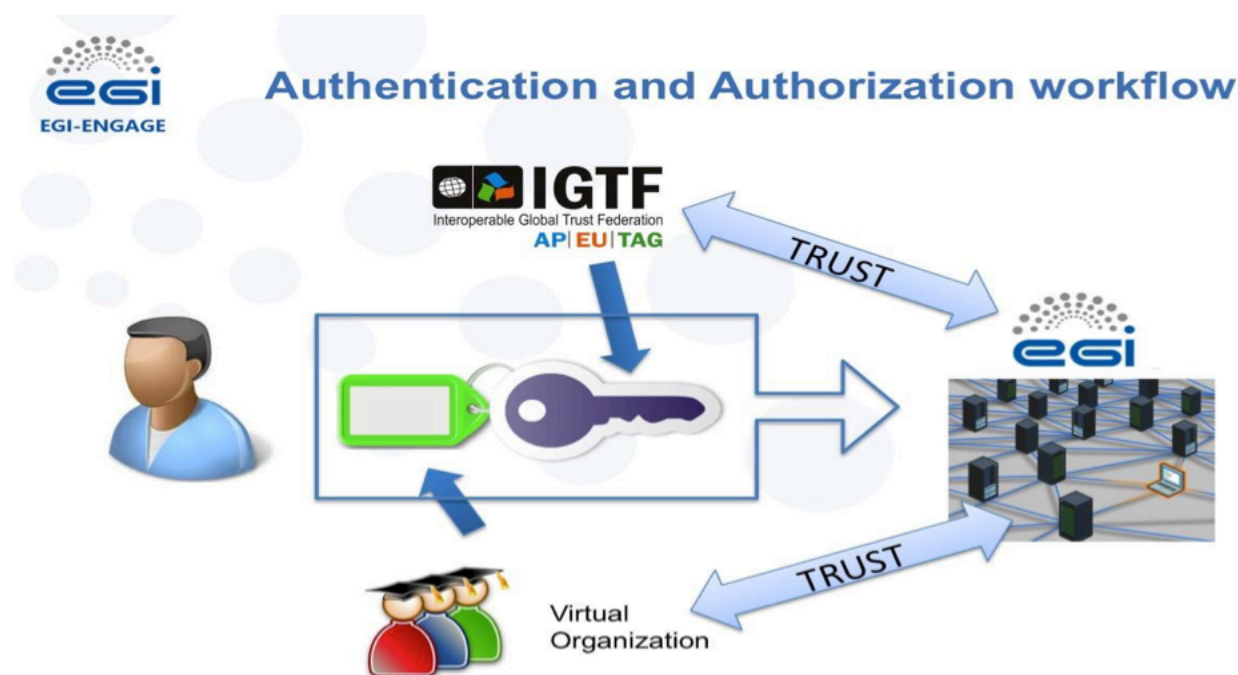 egi
EGI-ENGAGE
Authentication and Authorization workflow
IGTF
Interoperable Global Trust Federation
AP|EU|TAG
TRUST
egi
TRUST
Virtual
Organization